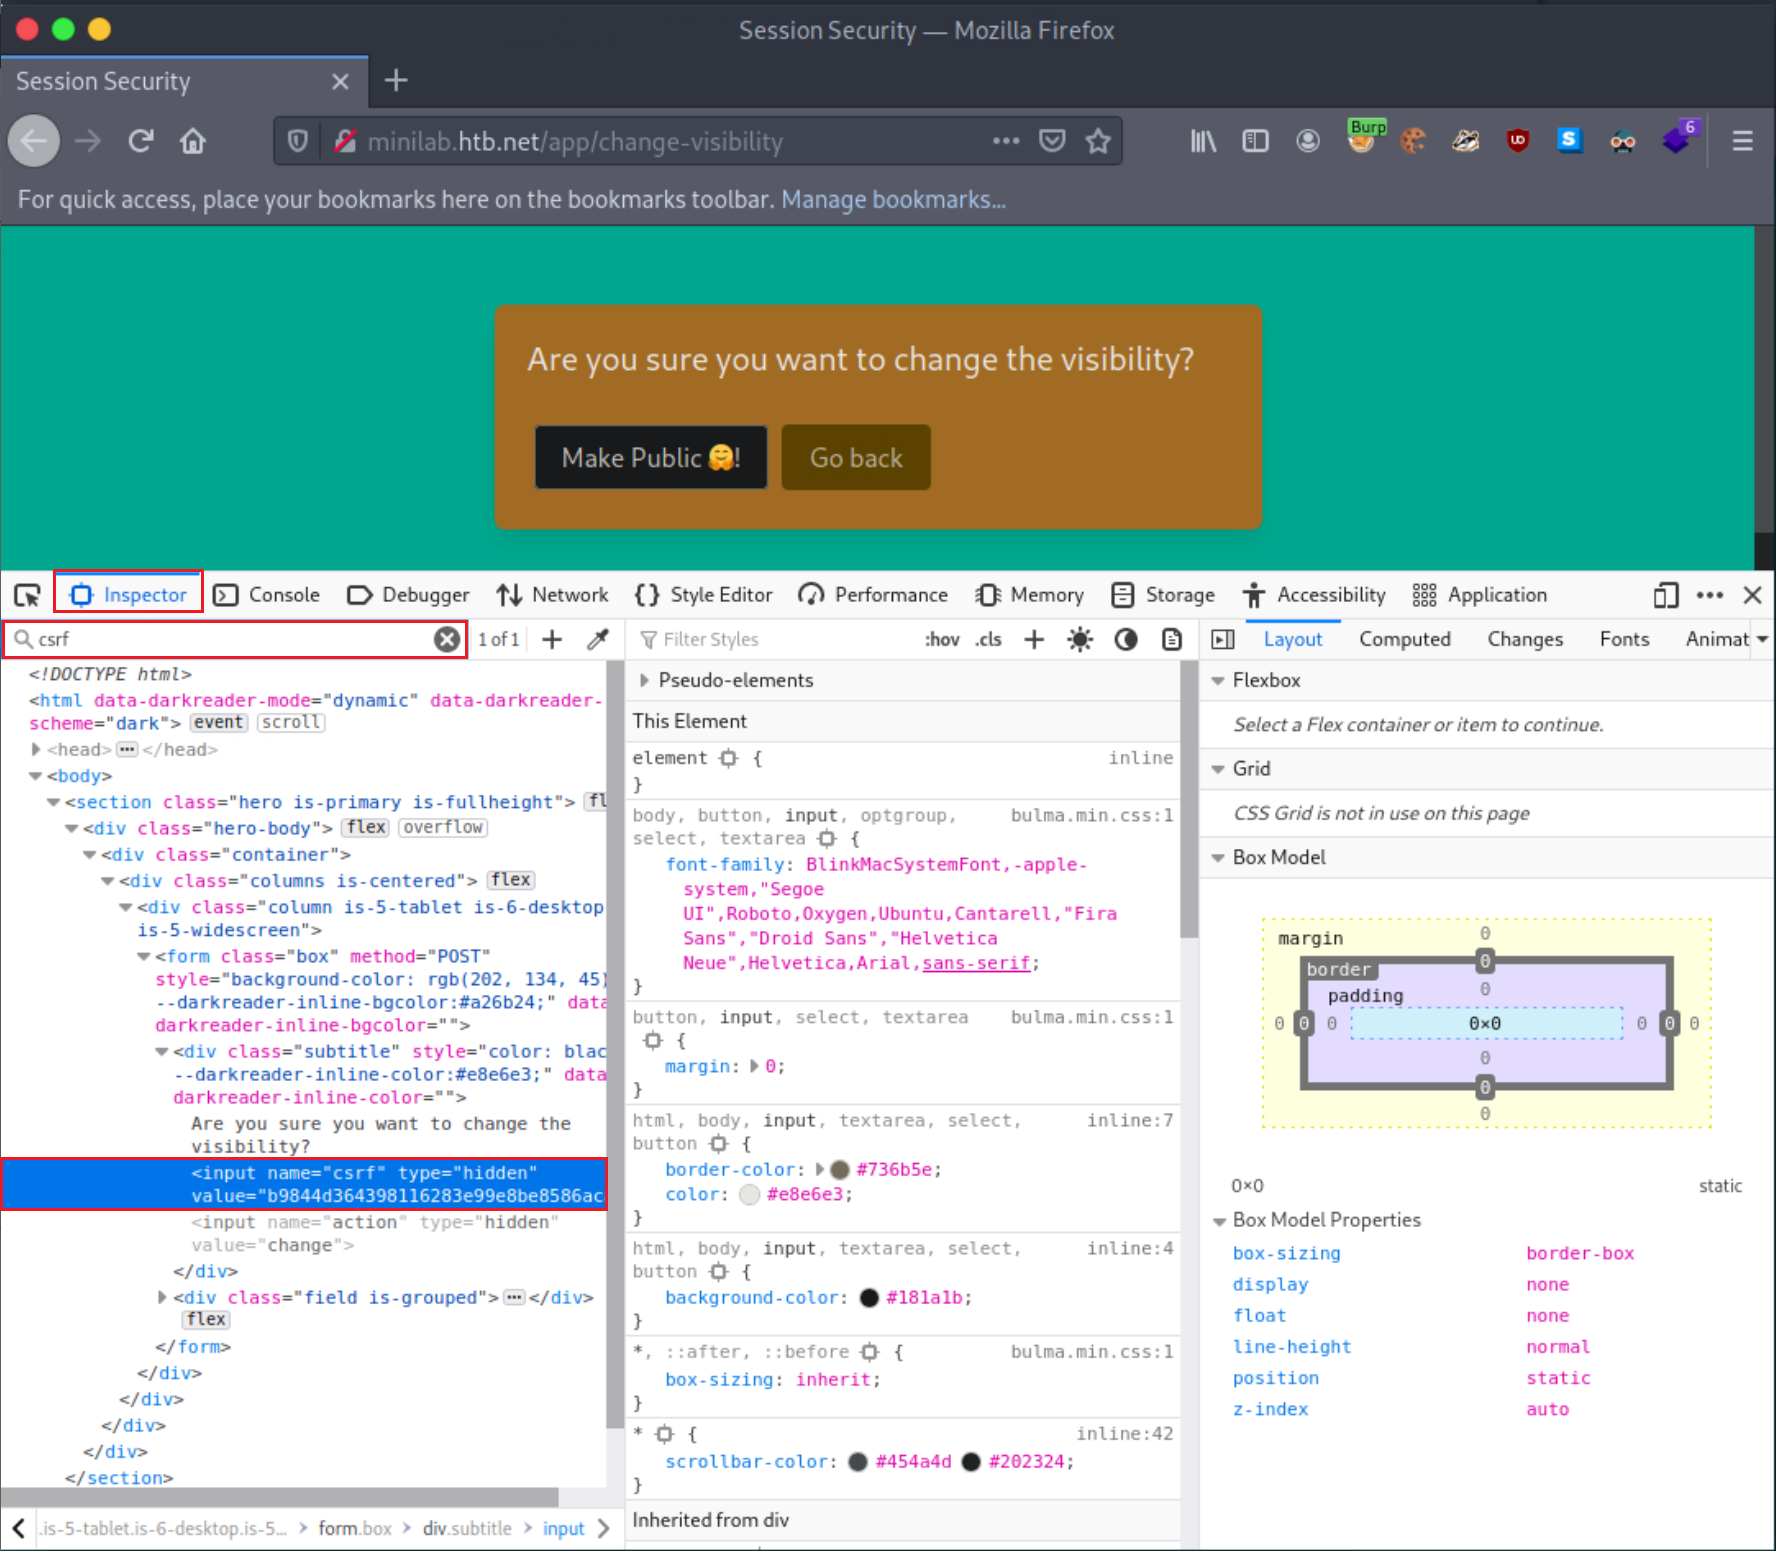 Session Security — Mozilla Firefox
Session Security
minilab.htb.net/app/change-visibility
Burp
6
For quick access, place your bookmarks here on the bookmarks toolbar. Manage bookmarks...
Are you sure you want to change the visibility?
Make Public 🤗!
Go back
Inspector
Console
Debugger
Network
Style Editor
Performance
Memory
Storage
Accessibility
Application
csrf
1 of 1
<!DOCTYPE html>
<html data-darkreader-mode="dynamic" data-darkreader-
scheme="dark"> event scroll
<head>…</head>
<body>
<section class="hero is-primary is-fullheight"> fl
<div class="hero-body"> flex overflow
<div class="container">
<div class="columns is-centered"> flex
<div class="column is-5-tablet is-6-desktop
is-5-widescreen">
<form class="box" method="POST"
style="background-color: rgb(202, 134, 45)
--darkreader-inline-bgcolor:#a26b24;" data
darkreader-inline-bgcolor="">
<div class="subtitle" style="color: blac
--darkreader-inline-color:#e8e6e3;" data
darkreader-inline-color="">
Are you sure you want to change the
visibility?
<input name="csrf" type="hidden"
value="b9844d364398116283e99e8be8586ac
<input name="action" type="hidden"
value="change">
</div>
<div class="field is-grouped">…</div>
flex
</form>
</div>
</div>
</div>
</div>
</section>
.is-5-tablet.is-6-desktop.is-5... > form.box > div.subtitle > input
Filter Styles
:hov .cls
Pseudo-elements
This Element
element { inline
}
body, button, input, optgroup, bulma.min.css:1
select, textarea {
font-family: BlinkMacSystemFont,-apple-
system,"Segoe
UI",Roboto,Oxygen,Ubuntu,Cantarell,"Fira
Sans","Droid Sans","Helvetica
Neue",Helvetica,Arial,sans-serif;
}
button, input, select, textarea bulma.min.css:1
{
margin: 0;
}
html, body, input, textarea, select, inline:7
button {
border-color: #736b5e;
color: #e8e6e3;
}
html, body, input, textarea, select, inline:4
button {
background-color: #181a1b;
}
*, ::after, ::before { bulma.min.css:1
box-sizing: inherit;
}
* { inline:42
scrollbar-color: #454a4d #202324;
}
Inherited from div
Layout
Computed
Changes
Fonts
Animat
Flexbox
Select a Flex container or item to continue.
Grid
CSS Grid is not in use on this page
Box Model
margin 0
border 0
padding 0
0 0 0 0×0 0 0 0
0
0
0
0×0 static
Box Model Properties
box-sizing border-box
display none
float none
line-height normal
position static
z-index auto